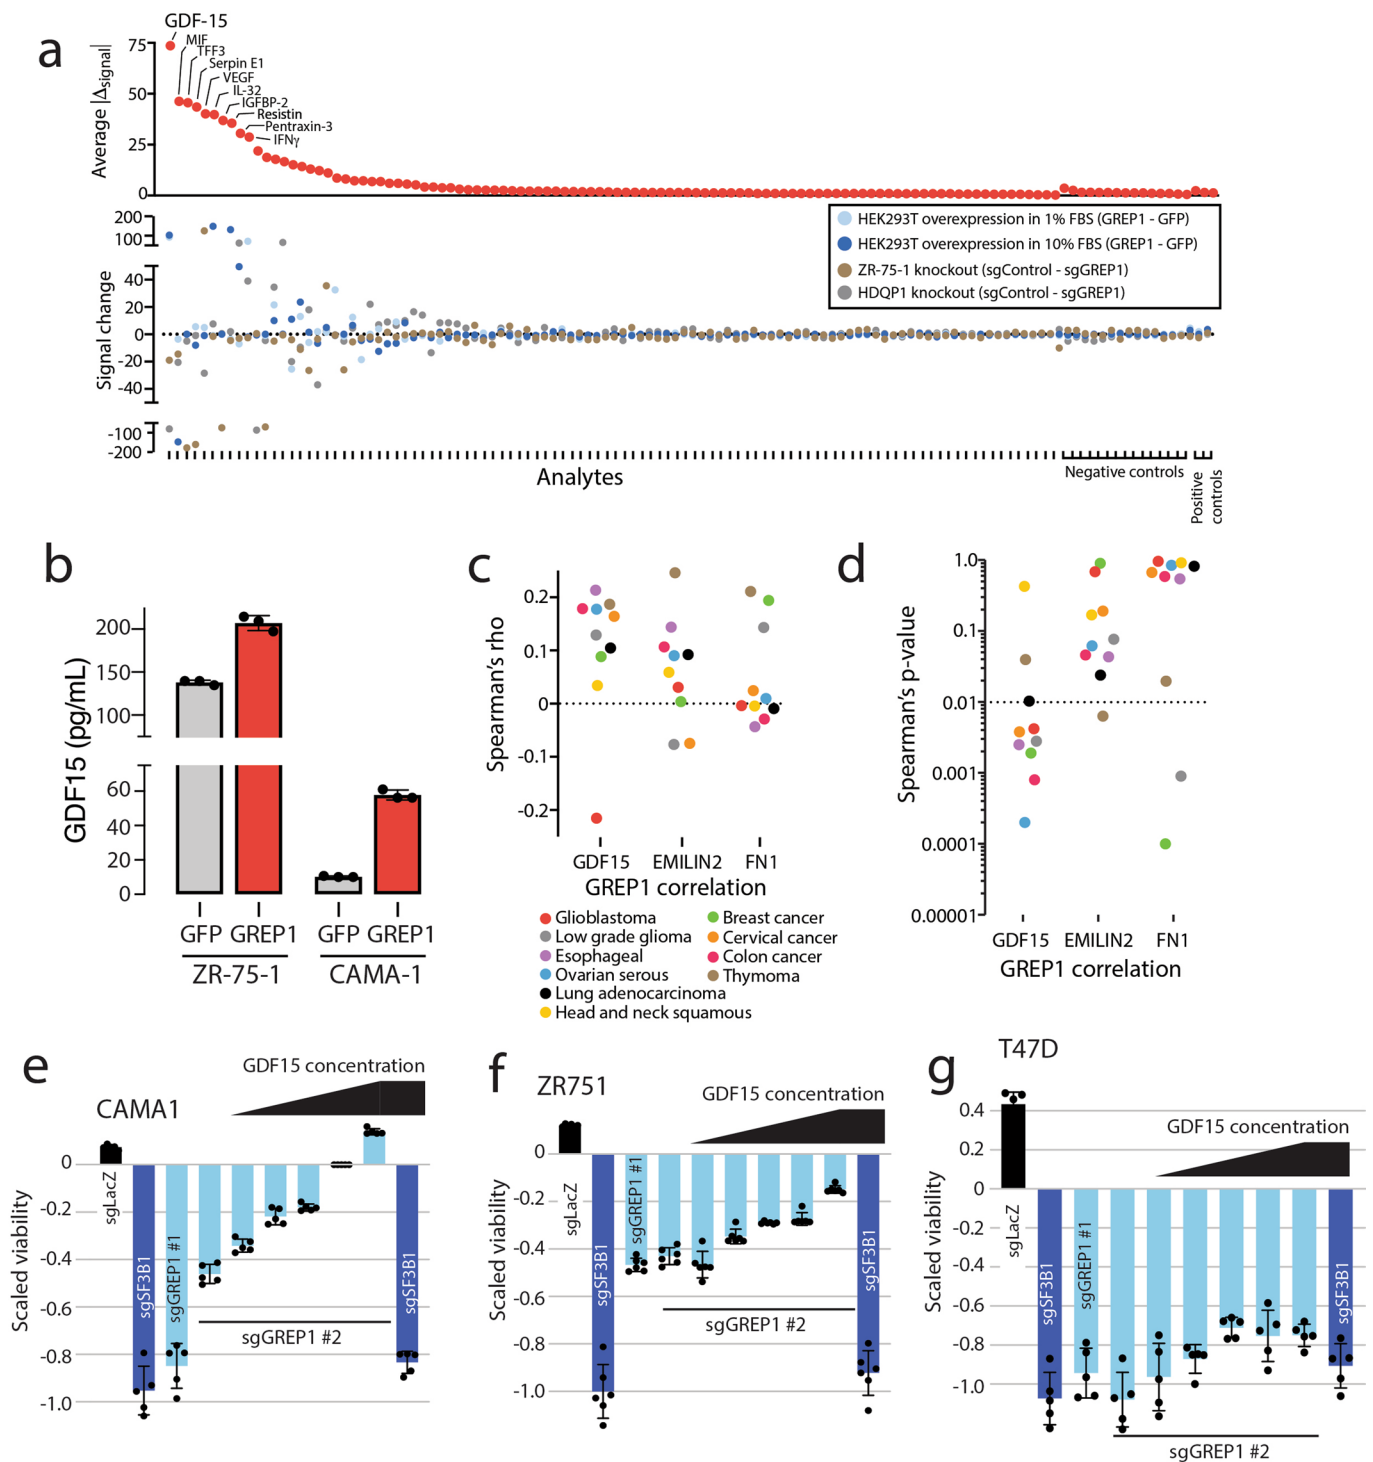 a
GDF-15
MIF
TFF3
Serpin E1
VEGF
IL-32
IGFBP-2
Resistin
Pentraxin-3
IFNγ
Average |Δsignal|
75
50
25
0
HEK293T overexpression in 1% FBS (GREP1 - GFP)
HEK293T overexpression in 10% FBS (GREP1 - GFP)
ZR-75-1 knockout (sgControl - sgGREP1)
HDQP1 knockout (sgControl - sgGREP1)
Signal change
200
100
40
20
0
-20
-40
-100
-200
Analytes
Negative controls
Positive
controls
b
GDF15 (pg/mL)
200
150
100
60
40
20
0
GFP GREP1 GFP GREP1
ZR-75-1 CAMA-1
c
Spearman's rho
0.2
0.1
0
-0.1
-0.2
GDF15 EMILIN2 FN1
GREP1 correlation
Glioblastoma
Low grade glioma
Esophageal
Ovarian serous
Lung adenocarcinoma
Head and neck squamous
Breast cancer
Cervical cancer
Colon cancer
Thymoma
d
Spearman's p-value
1.0
0.1
0.01
0.001
0.0001
0.00001
GDF15 EMILIN2 FN1
GREP1 correlation
e
GDF15 concentration
CAMA1
Scaled viability
0
-0.2
-0.4
-0.6
-0.8
-1.0
sgLacZ
sgSF3B1
sgGREP1 #1
sgGREP1 #2
sgSF3B1
f
ZR751
GDF15 concentration
Scaled viability
0
-0.2
-0.4
-0.6
-0.8
-1.0
sgLacZ
sgSF3B1
sgGREP1 #1
sgGREP1 #2
sgSF3B1
g
T47D
GDF15 concentration
Scaled viability
0.4
0.2
0
-0.2
-0.4
-0.6
-0.8
-1.0
sgLacZ
sgSF3B1
sgGREP1 #1
sgSF3B1
sgGREP1 #2